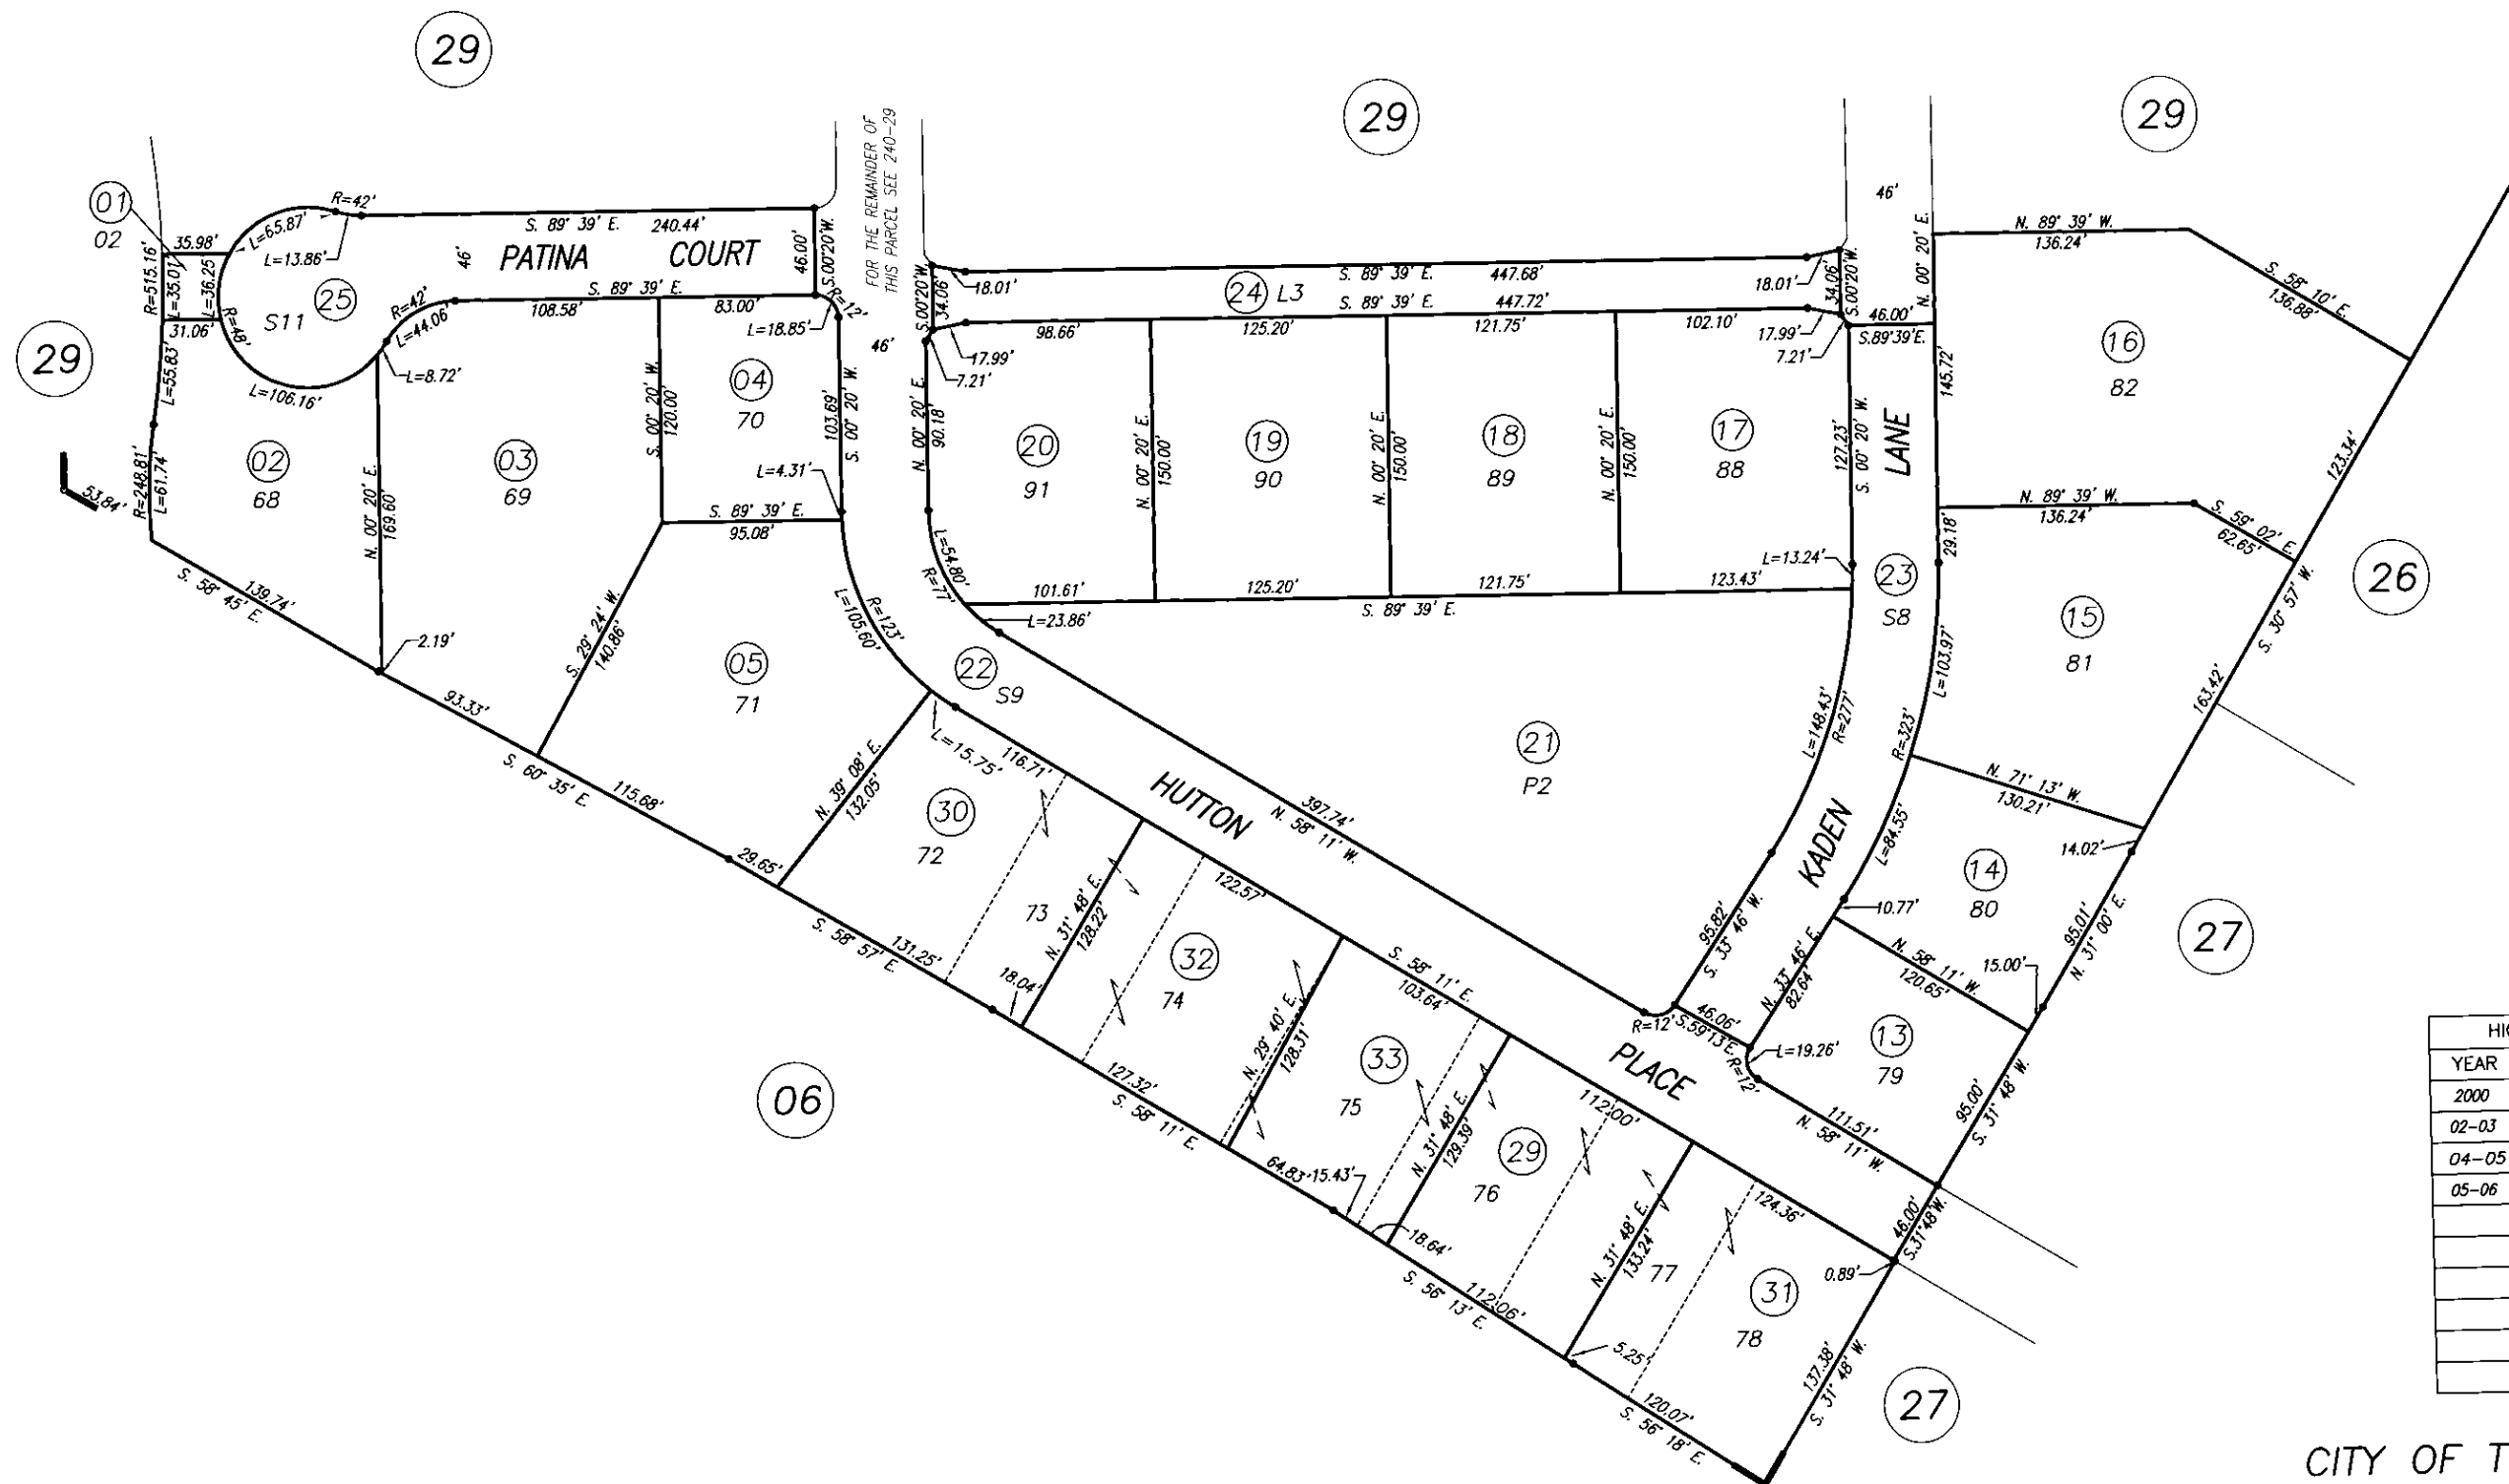 29
29
29
29
26
27
27
06
01
02
35.98'
L=65.87'
R=42'
L=13.86'
R=515.16'
L=35.01'
L=36.25'
31.06'
R=48'
S11
25
46'
S. 89° 39' E. 240.44'
PATINA COURT
46.00'
S.00°20'W.
R=42'
L=44.06'
S. 89° 39' E.
108.58'
83.00'
R=12'
L=18.85'
46'
FOR THE REMAINDER OF
THIS PARCEL SEE 240-29
L=55.83'
L=106.16'
L=8.72'
R=248.81'
L=61.74'
53.84'
02
68
N. 00° 20' E.
169.60'
03
69
S. 00° 20' W.
120.00'
04
70
103.69'
S. 00° 20' W.
L=4.31'
S. 89° 39' E.
95.08'
139.74'
S. 58° 45' E.
2.19'
93.33'
S. 29° 24' W.
140.86'
05
71
L=105.60'
R=123'
S. 60° 35' E.
115.68'
29.65'
S.00°20'W.
34.06'
18.01'
24 L3
S. 89° 39' E. 447.68'
S. 89° 39' E. 447.72'
18.01'
34.06'
S.00°20'W.
17.99'
7.21'
98.66'
125.20'
121.75'
102.10'
17.99'
7.21'
N. 00° 20' E.
90.18'
20
91
N. 00° 20' E.
150.00'
19
90
N. 00° 20' E.
150.00'
18
89
N. 00° 20' E.
150.00'
17
88
127.23'
S. 00° 20' W.
L=13.24'
L=54.80'
R=77'
101.61'
125.20'
121.75'
123.43'
S. 89° 39' E.
L=23.86'
22
S9
46'
N. 00° 20' E.
46.00'
S.89°39'E.
LANE
145.72'
N. 89° 39' W.
136.24'
S. 58° 10' E.
136.88'
16
82
123.34'
N. 89° 39' W.
136.24'
S. 59° 02' E.
62.65'
29.18'
23
S8
15
81
S. 30° 57' W.
163.42'
L=103.97'
R=323'
L=148.43'
R=277'
21
P2
N. 71° 13' W.
130.21'
14.02'
KADEN
L=84.55'
14
80
10.77'
95.01'
N. 31° 00' E.
95.82'
S. 33° 46' W.
N. 33° 46' E.
82.64'
N. 58° 11' W.
120.65'
15.00'
R=12'
46.06'
S.59°13'E.
L=19.26'
R=12'
13
79
95.00'
S. 31° 48' W.
111.51'
N. 58° 11' W.
46.00'
S.31°48'W.
397.74'
N. 58° 11' W.
HUTTON
PLACE
L=15.75'
116.71'
N. 39° 08' E.
132.05'
30
72
73
N. 31° 48' E.
128.22'
S. 58° 57' E.
131.25'
18.04'
122.57'
32
74
N. 29° 40' E.
128.31'
127.32'
S. 58° 11' E.
S. 58° 11' E.
103.64'
33
75
64.83'
15.43'
N. 31° 48' E.
129.39'
18.64'
112.00'
29
76
N. 31° 48' E.
133.24'
S. 56° 13' E.
112.06'
5.25'
124.36'
77
31
78
0.89'
137.38'
S. 31° 48' W.
120.07'
S. 56° 18' E.
YEAR
2000
02-03
04-05
05-06
CITY OF